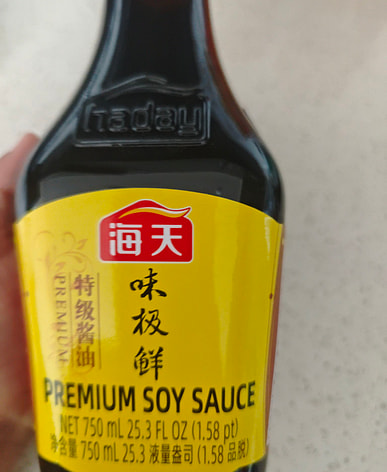 haday
海天
味极鲜
特级酱油
PREMIUM
PREMIUM SOY SAUCE
NET 750 mL 25.3 FL OZ (1.58 pt)
净含量 750 mL 25.3 液量盎司 (1.58 品脱)